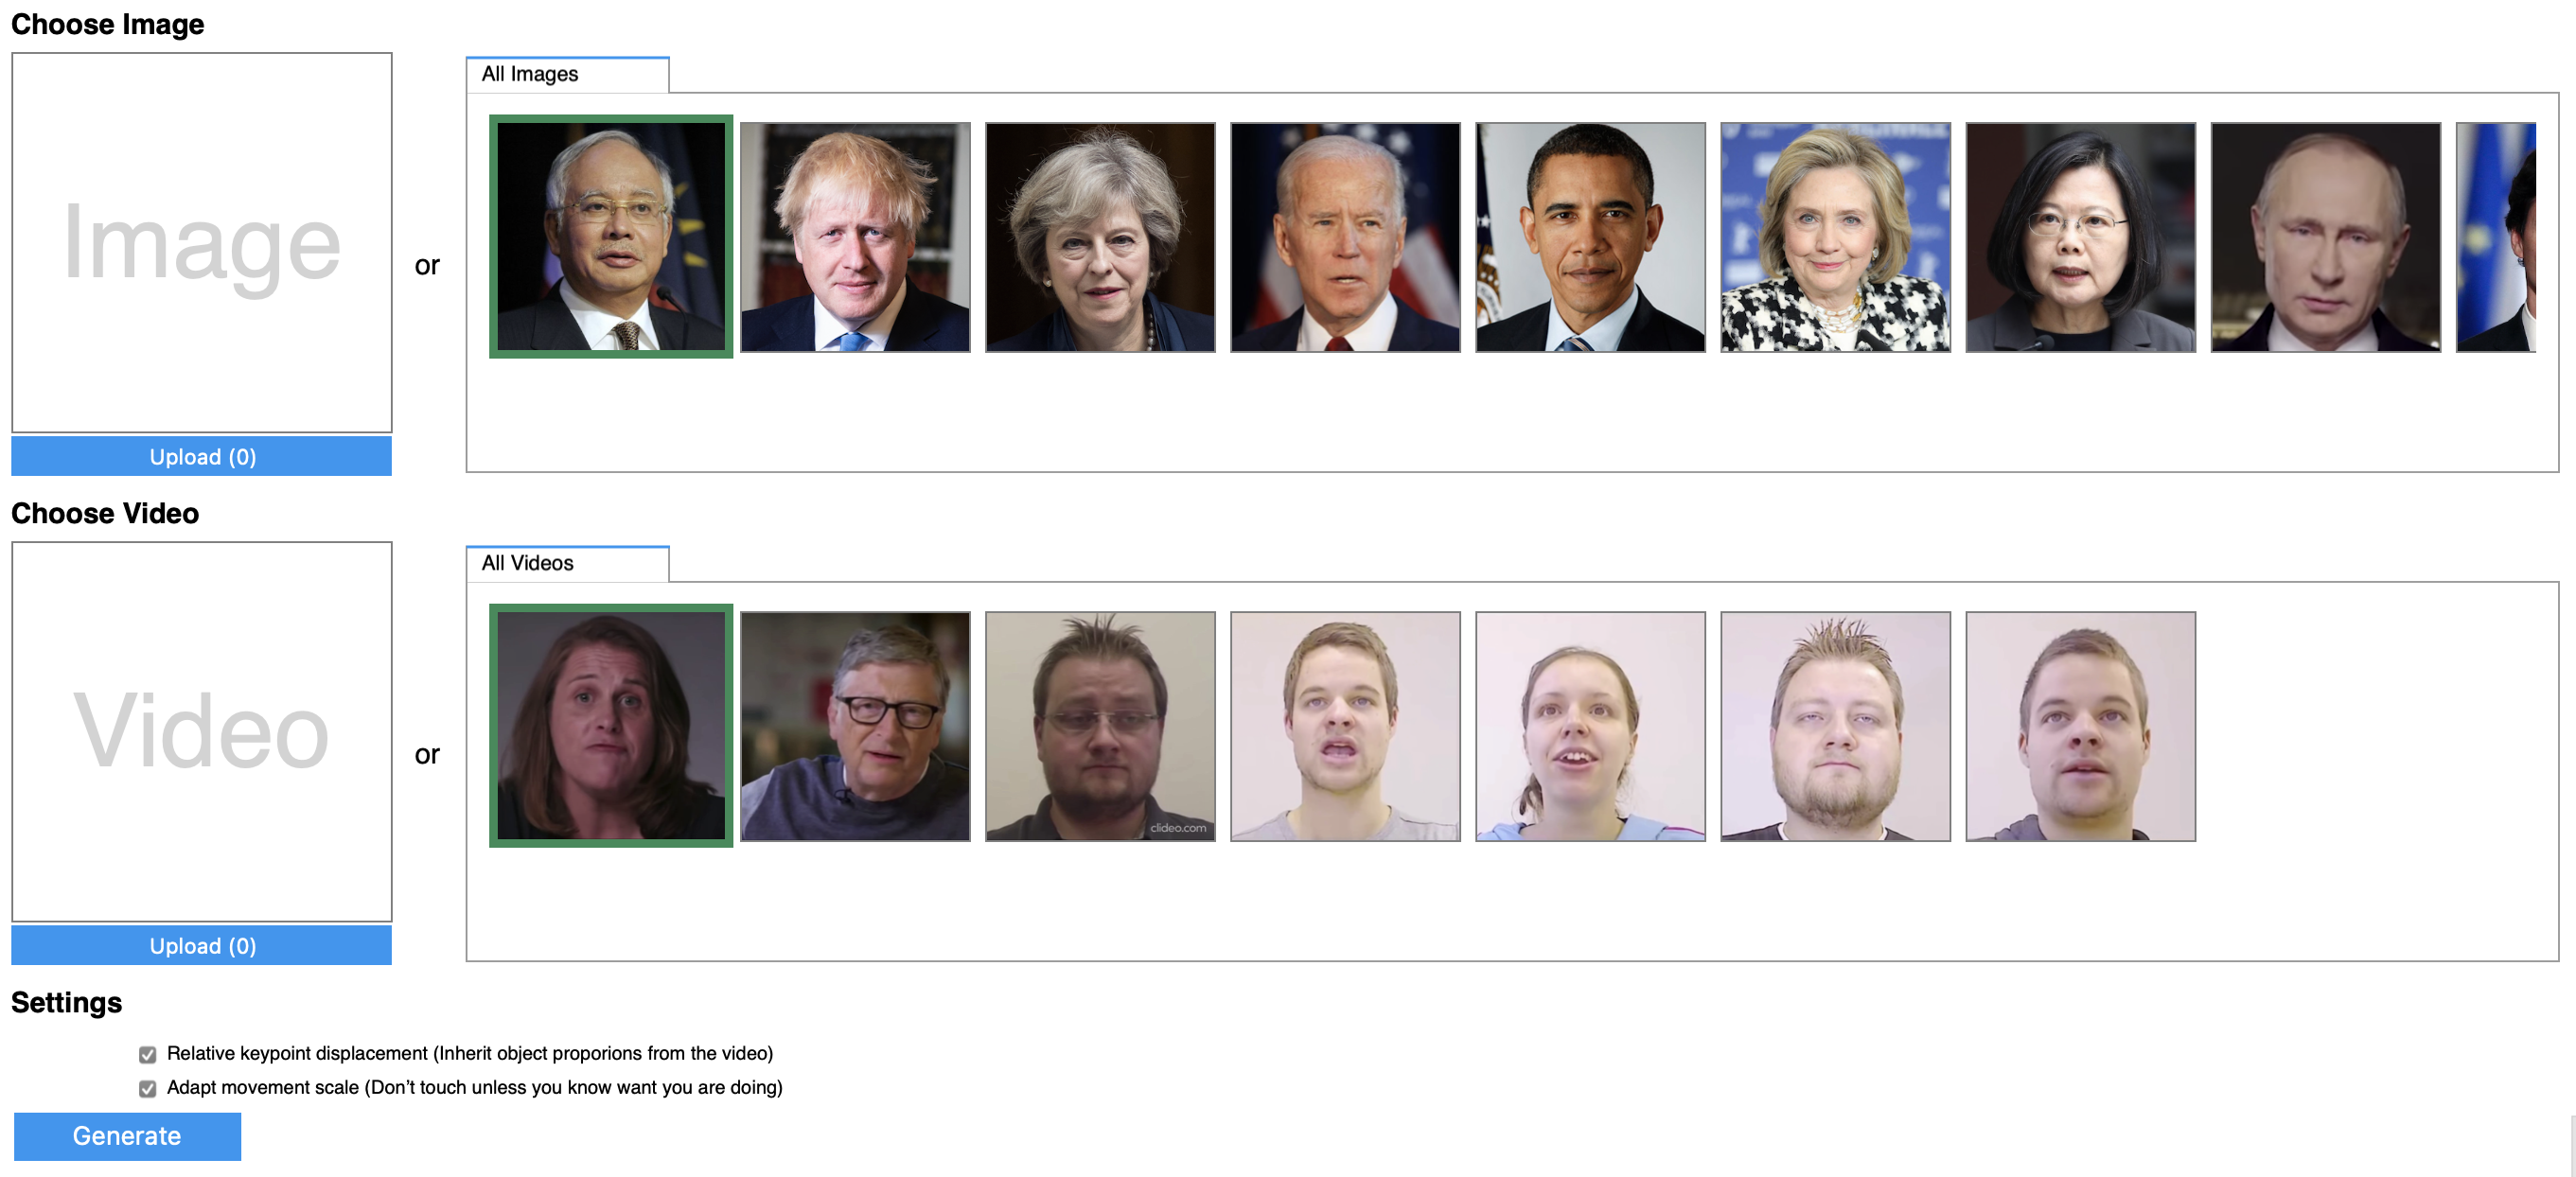 Choose Image
All Images
Image
or
Upload (0)
Choose Video
All Videos
Video
or
clideo.com
Upload (0)
Settings
Relative keypoint displacement (Inherit object proporions from the video)
Adapt movement scale (Don't touch unless you know want you are doing)
Generate